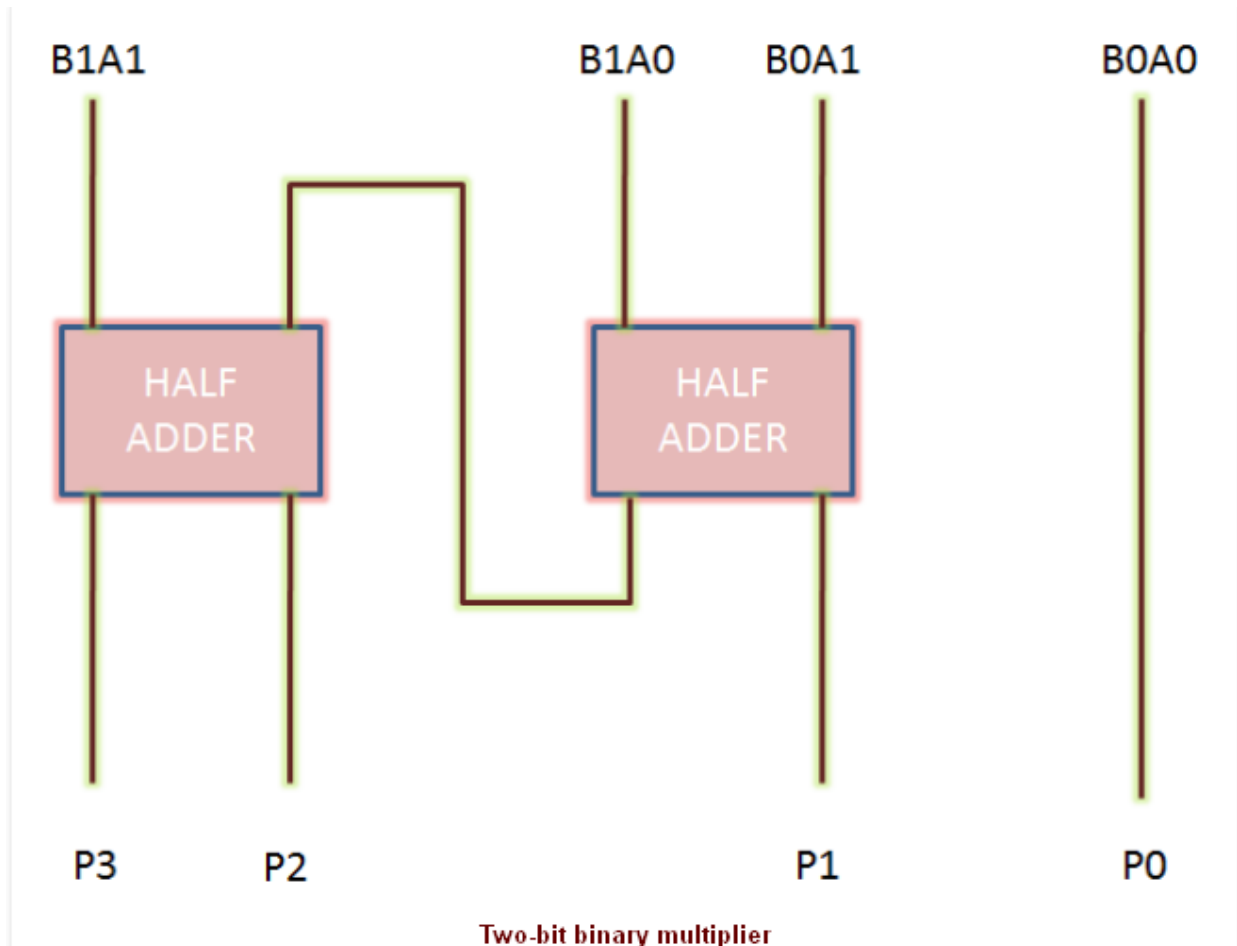 B1A1 B1A0 B0A1 B0A0
HALF ADDER
HALF ADDER
P3 P2 P1 P0
Two-bit binary multiplier